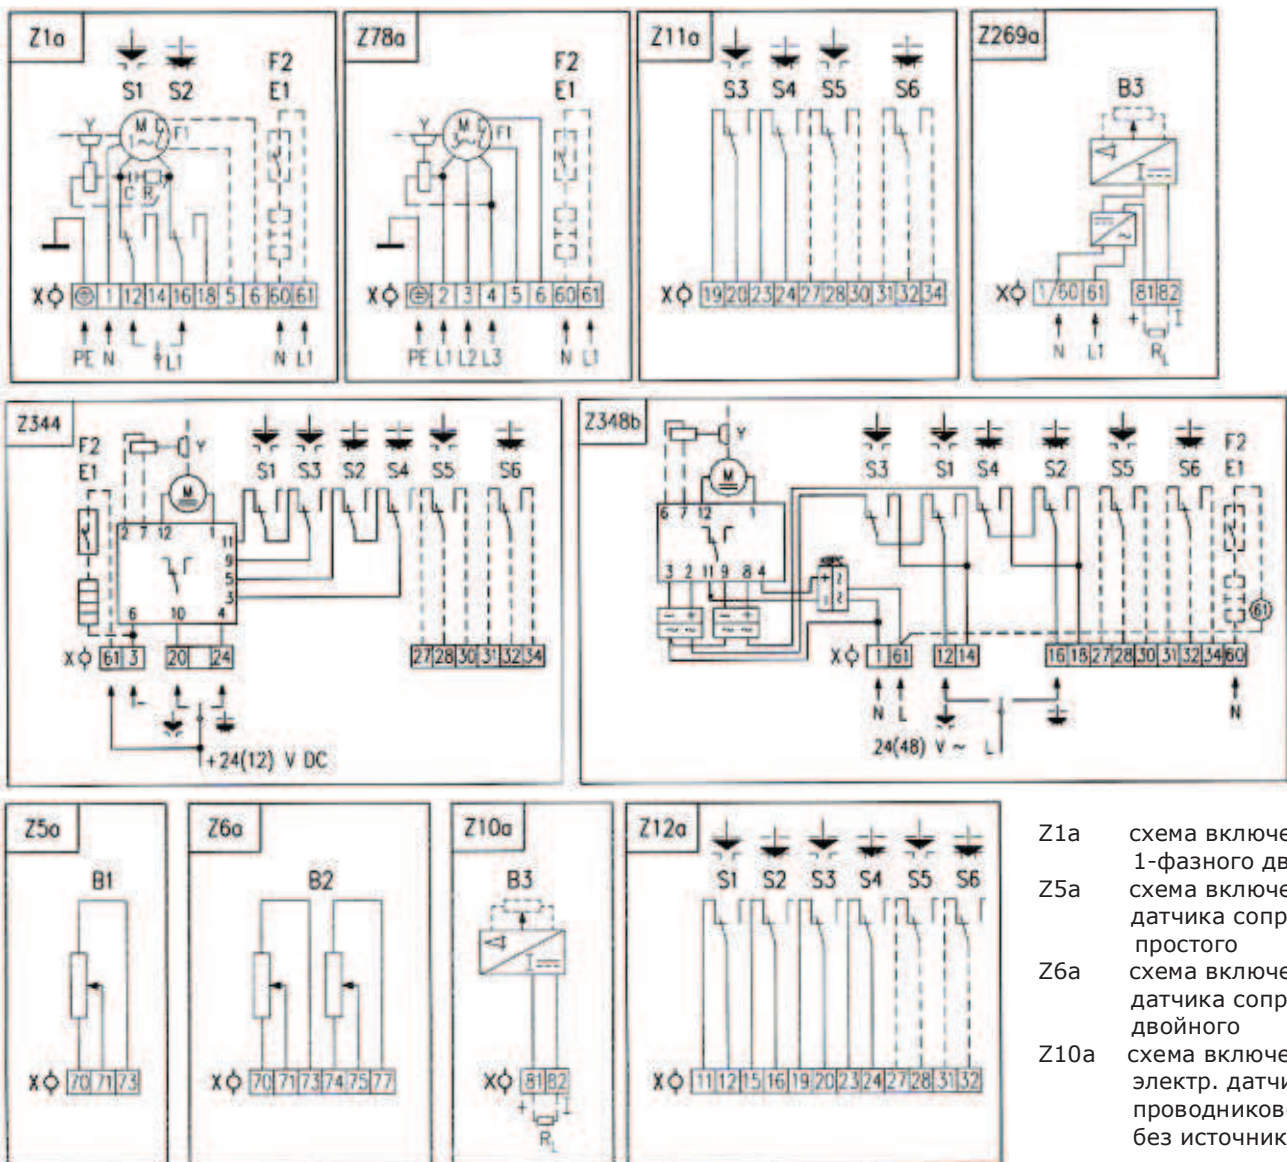 Z1a
S1 S2
F2
E1
Y
M
1~
F1
C R
X ⏚ 1 12 14 16 18 5 6 60 61
PE N L1 N L1
Z78a
F2
E1
Y
M
3~
F1
X ⏚ 2 3 4 5 6 60 61
PE L1 L2 L3 N L1
Z11a
S3 S4 S5 S6
X 19 20 23 24 27 28 30 31 32 34
Z269a
B3
I
~
X 1/60 61 81 82
+ I
N L1 RL
Z344
F2
E1
Y
S1 S3 S2 S4 S5 S6
M
2 7 12 1
11
9
5
3
6 10 4
X 61 3 20 24 27 28 30 31 32 34
-
+24(12) V DC
Z348b
Y
S3 S1 S4 S2 S5 S6
F2
E1
M
6 7 12 1
3 2 11 9 8 4
- + - +
~ ~ ~ ~
+ ~
~
61
X 1 61 12 14 16 18 27 28 30 31 32 34 60
N L N
24(48) V ~ L
Z5a
B1
X 70 71 73
Z6a
B2
X 70 71 73 74 75 77
Z10a
B3
I
X 81 82
+ I
RL
Z12a
S1 S2 S3 S4 S5 S6
X 11 12 15 16 19 20 23 24 27 28 31 32
Z1a схема включе
1-фазного дв
Z5a схема включе
датчика сопр
простого
Z6a схема включе
датчика сопр
двойного
Z10a схема включе
электр. датчи
проводников
без источник